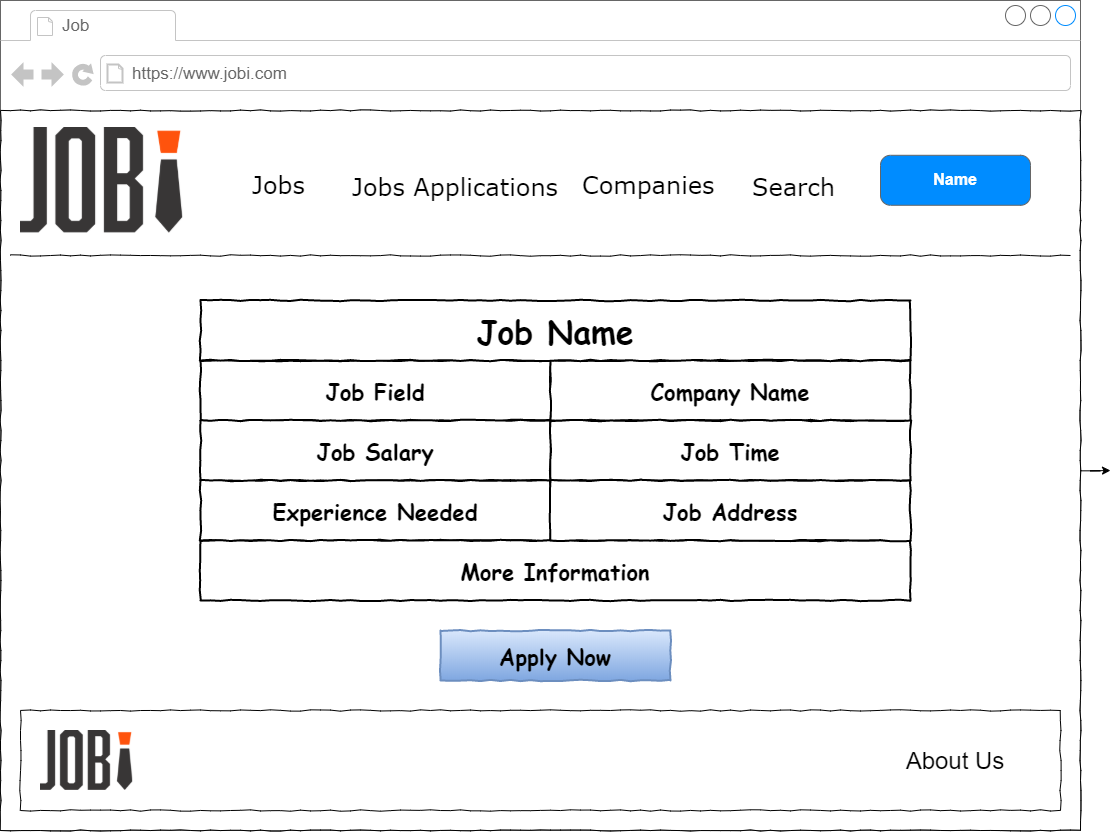 Job
https://www.jobi.com
JOBi
Jobs
Jobs Applications
Companies
Search
Name
Job Name
Job Field
Company Name
Job Salary
Job Time
Experience Needed
Job Address
More Information
Apply Now
JOBi
About Us